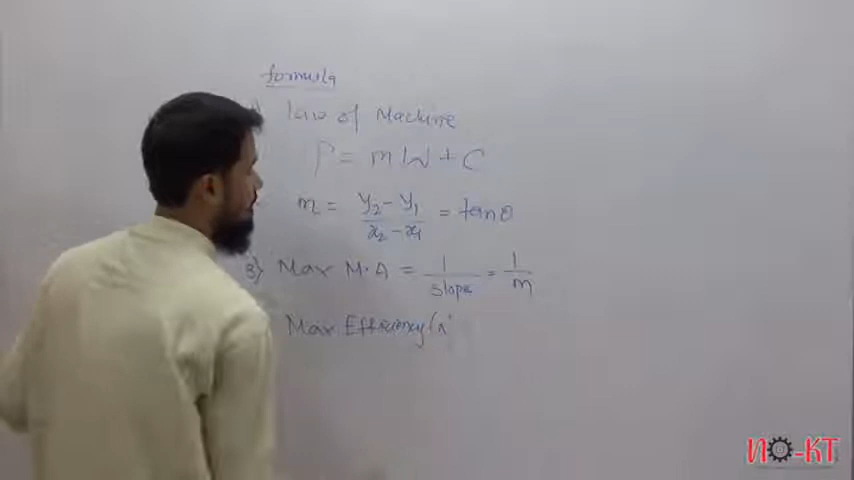 formula
Law of Machine
P = mW + C
m = y2 - y1 / x2 - x1 = tanθ
3) Max M.A = 1 / slope = 1 / m
Max Efficiency (η
NO-KT